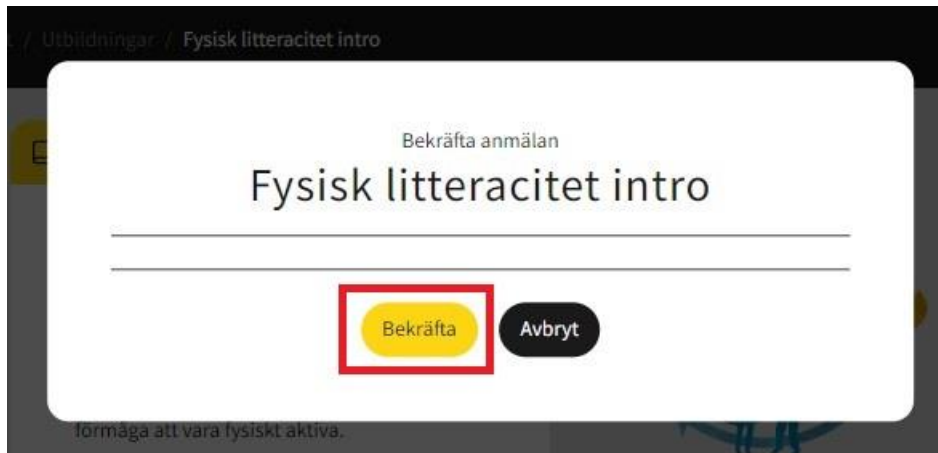 / Utbildningar / Fysisk litteracitet intro
Bekräfta anmälan
Fysisk litteracitet intro
Bekräfta
Avbryt
förmåga att vara fysiskt aktiva.